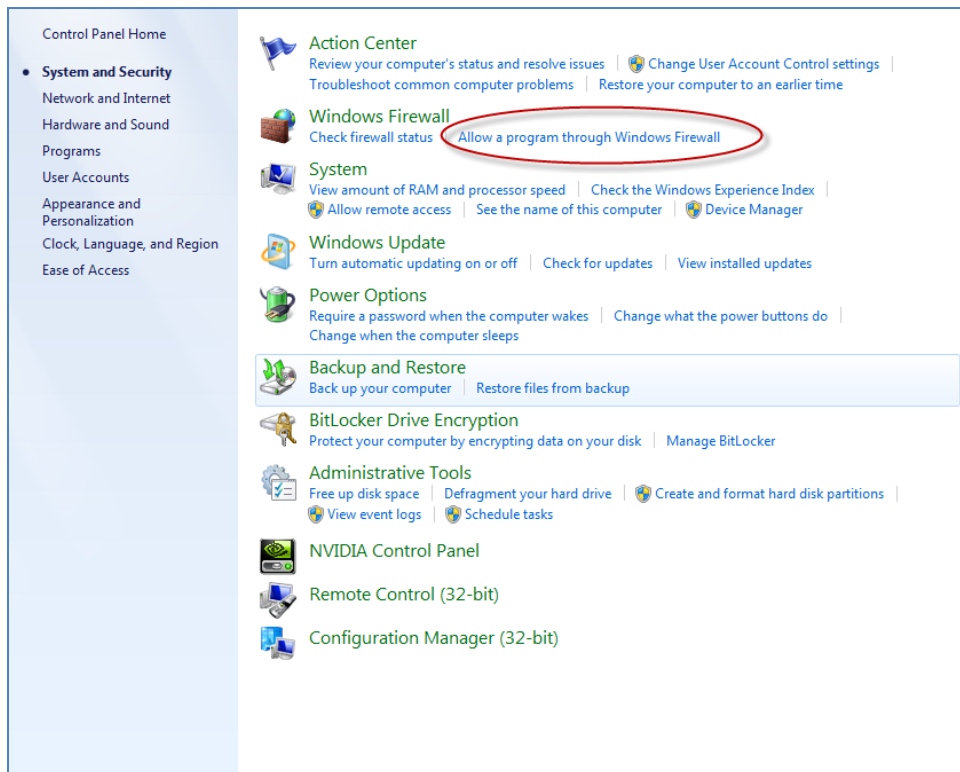 Control Panel Home
System and Security
Network and Internet
Hardware and Sound
Programs
User Accounts
Appearance and
Personalization
Clock, Language, and Region
Ease of Access
Action Center
Review your computer's status and resolve issues Change User Account Control settings
Troubleshoot common computer problems Restore your computer to an earlier time
Windows Firewall
Check firewall status Allow a program through Windows Firewall
System
View amount of RAM and processor speed Check the Windows Experience Index
Allow remote access See the name of this computer Device Manager
Windows Update
Turn automatic updating on or off Check for updates View installed updates
Power Options
Require a password when the computer wakes Change what the power buttons do
Change when the computer sleeps
Backup and Restore
Back up your computer Restore files from backup
BitLocker Drive Encryption
Protect your computer by encrypting data on your disk Manage BitLocker
Administrative Tools
Free up disk space Defragment your hard drive Create and format hard disk partitions
View event logs Schedule tasks
NVIDIA Control Panel
Remote Control (32-bit)
Configuration Manager (32-bit)